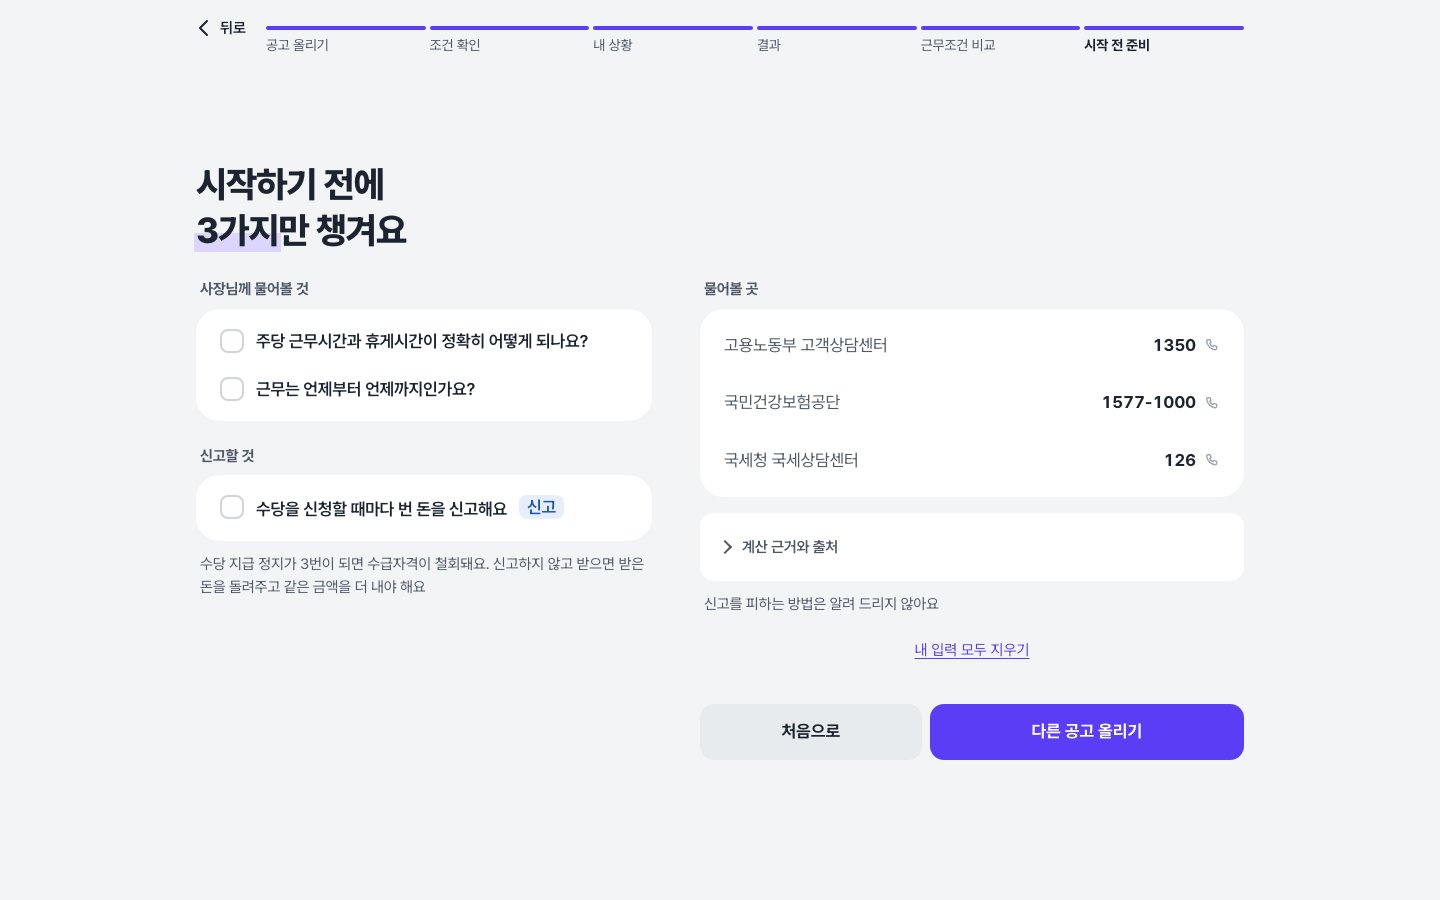 뒤로
공고 올리기
조건 확인
내 상황
결과
근무조건 비교
시작 전 준비
시작하기 전에
3가지만 챙겨요
사장님께 물어볼 것
주당 근무시간과 휴게시간이 정확히 어떻게 되나요?
근무는 언제부터 언제까지인가요?
신고할 것
수당을 신청할 때마다 번 돈을 신고해요 신고
수당 지급 정지가 3번이 되면 수급자격이 철회돼요. 신고하지 않고 받으면 받은
돈을 돌려주고 같은 금액을 더 내야 해요
물어볼 곳
고용노동부 고객상담센터 1350
국민건강보험공단 1577-1000
국세청 국세상담센터 126
계산 근거와 출처
신고를 피하는 방법은 알려 드리지 않아요
내 입력 모두 지우기
처음으로
다른 공고 올리기